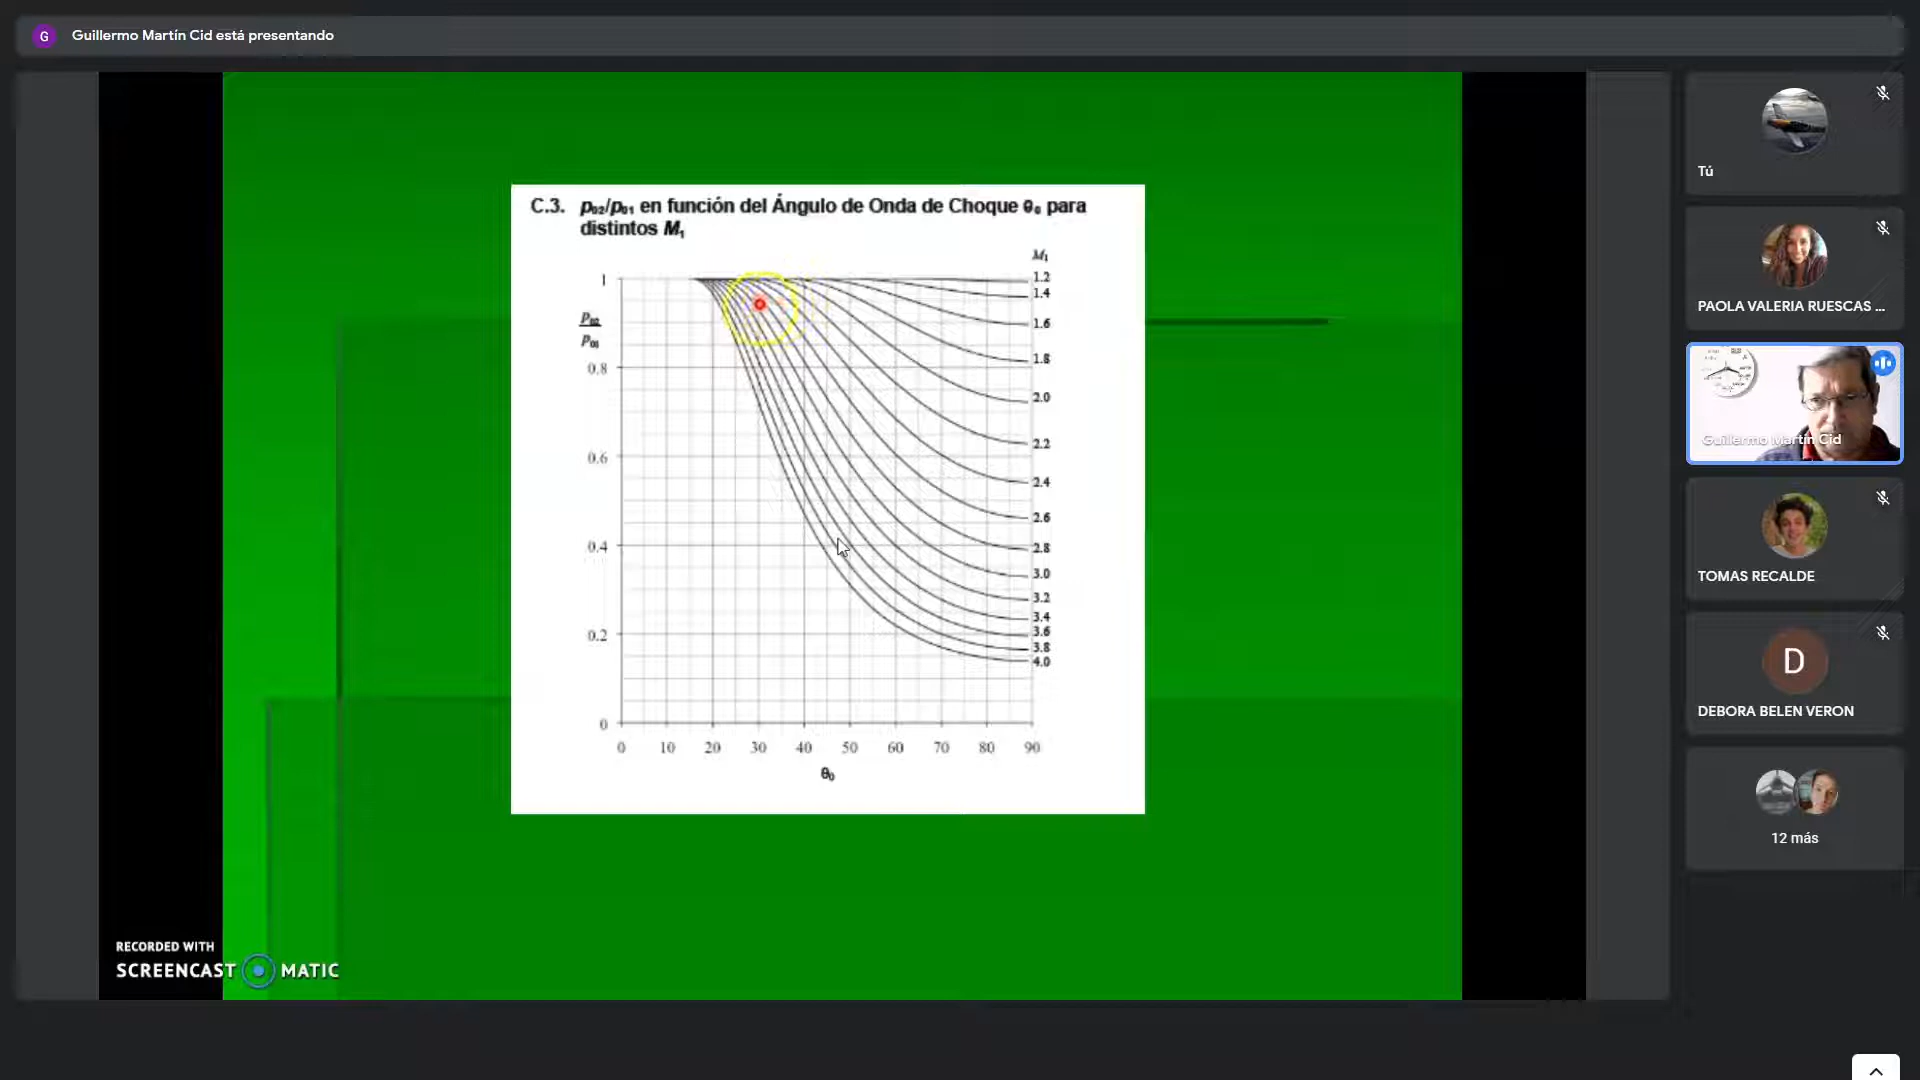 G
Guillermo Martín Cid está presentando
C.3. p₀₂/p₀₁ en función del Ángulo de Onda de Choque θ₀ para
distintos M₁
M₁
1
1.2
1.4
p₀₂
p₀₁
1.6
1.8
0.8
2.0
2.2
0.6
2.4
2.6
0.4
2.8
3.0
3.2
3.4
3.6
0.2
3.8
4.0
0
0 10 20 30 40 50 60 70 80 90
θ₀
RECORDED WITH
SCREENCAST MATIC
Tú
PAOLA VALERIA RUESCAS ...
Guillermo Martín Cid
TOMAS RECALDE
D
DEBORA BELEN VERON
12 más